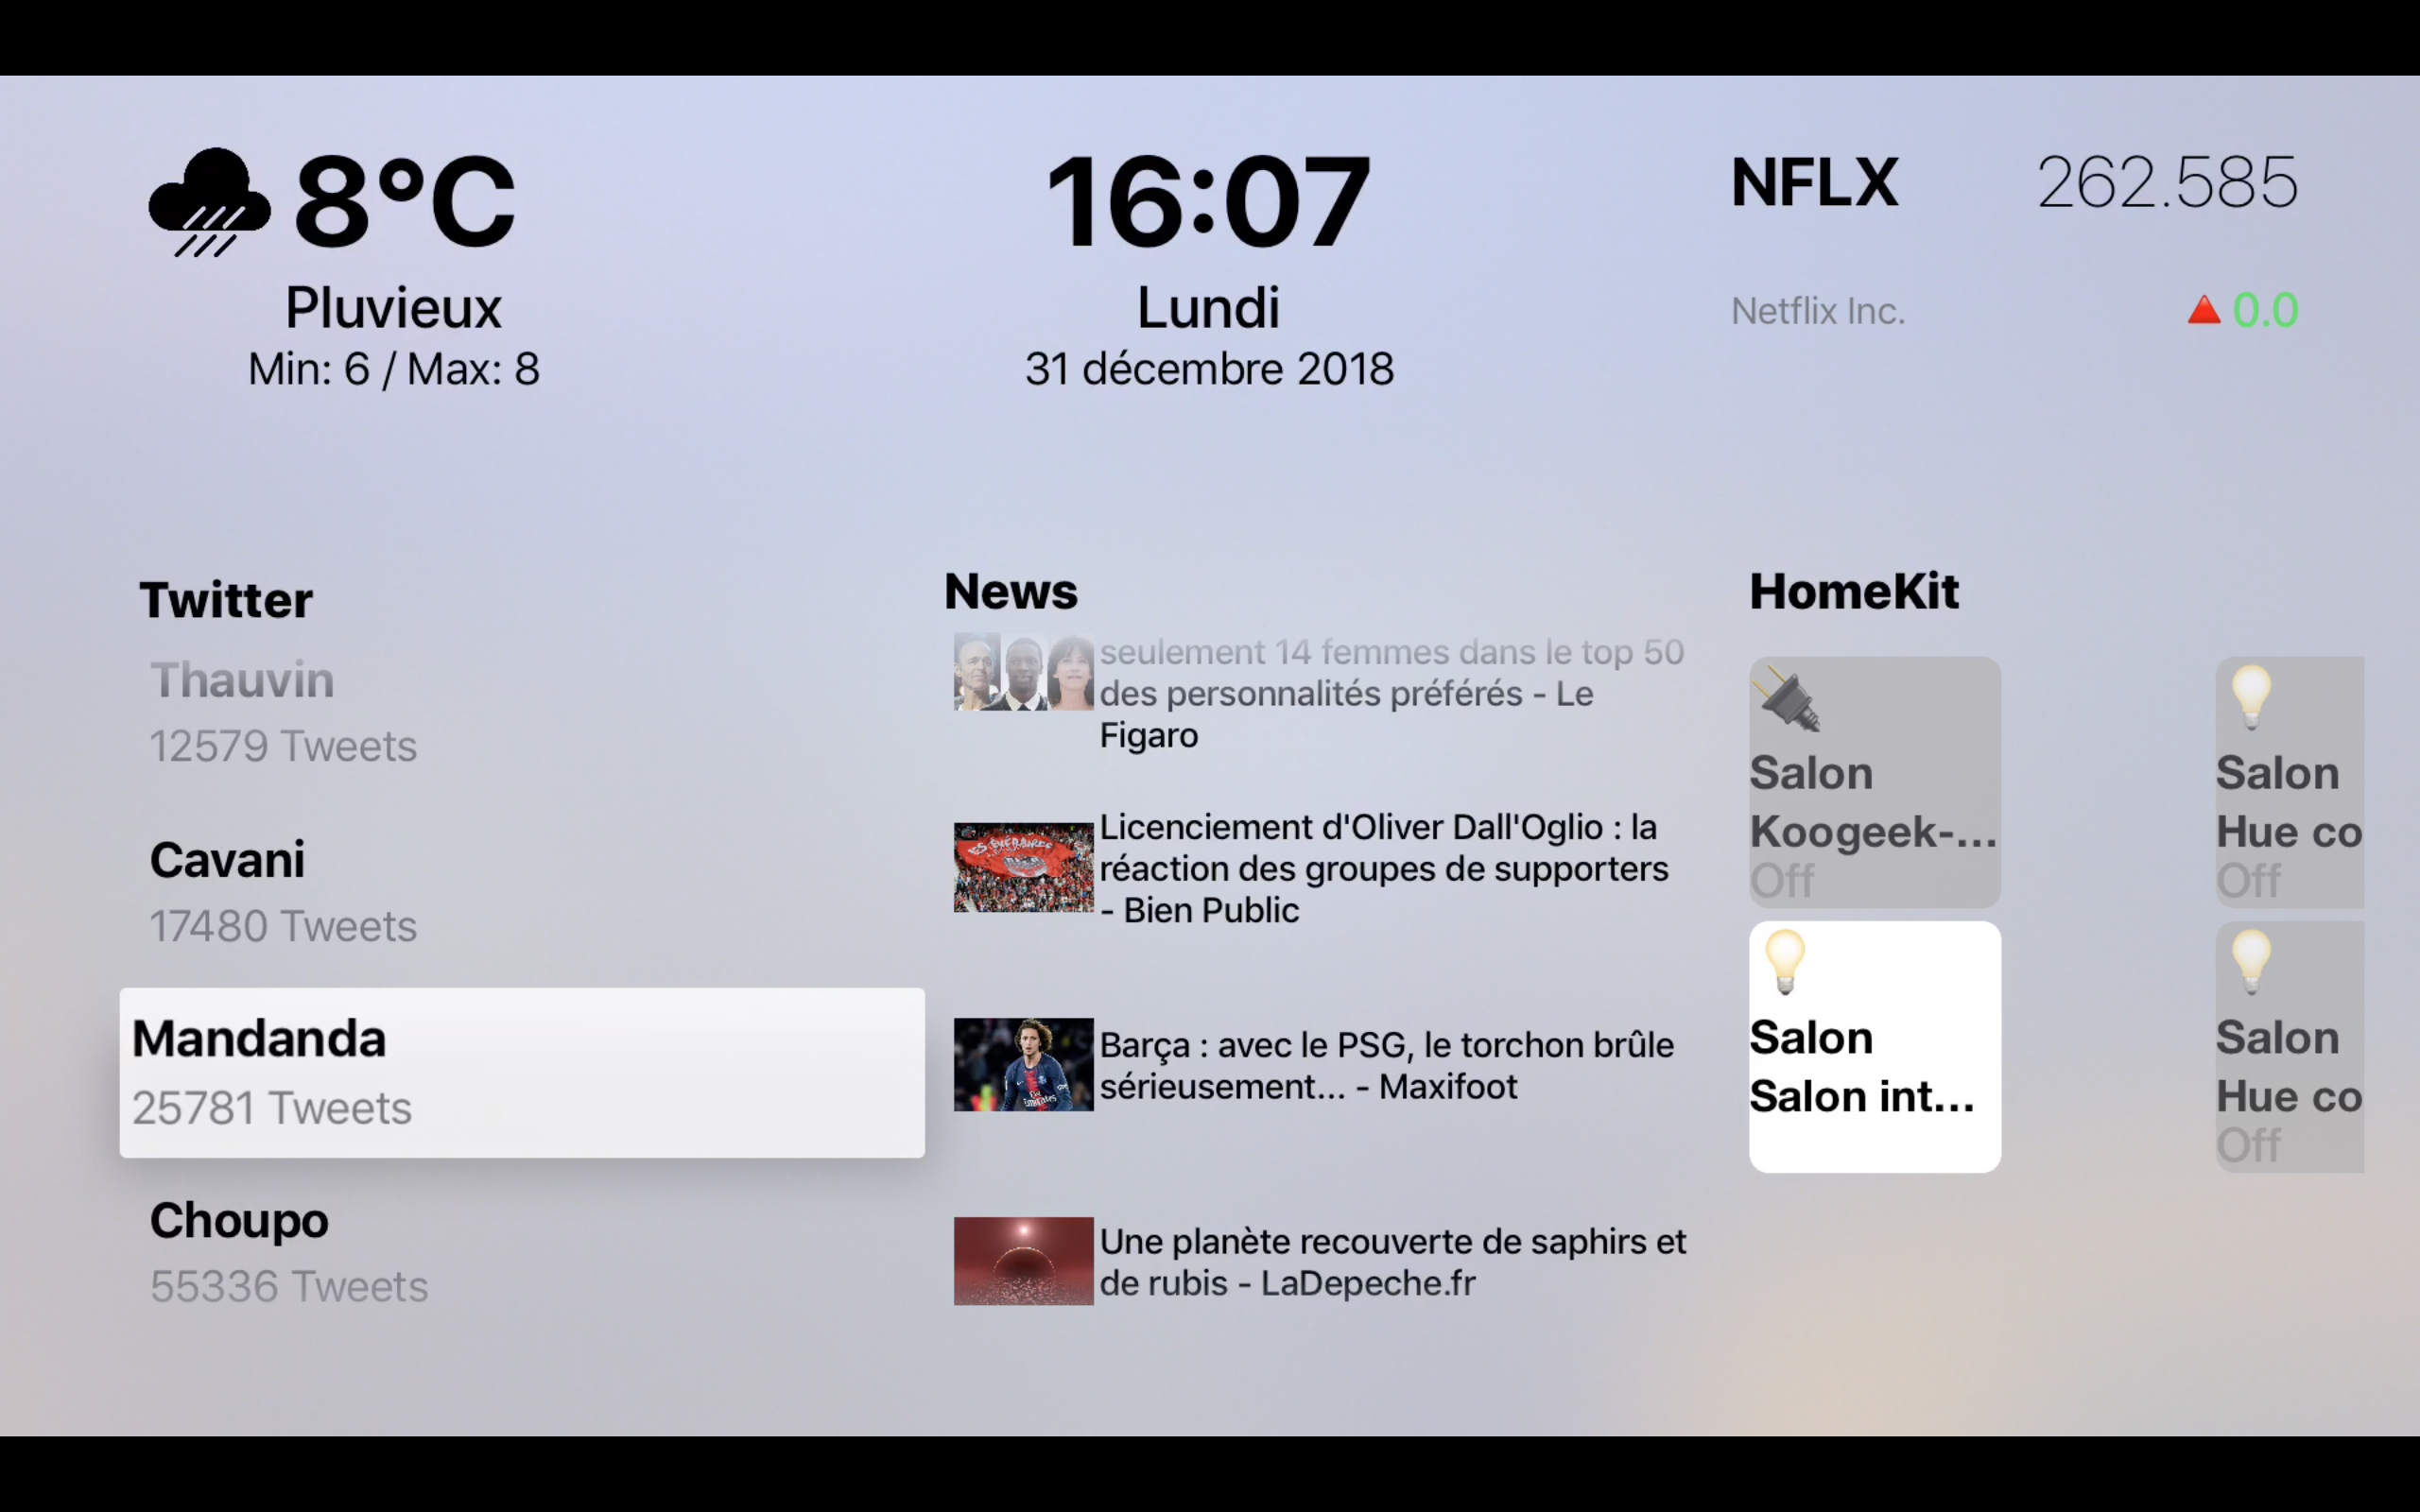 8°C
Pluvieux
Min: 6 / Max: 8
16:07
Lundi
31 décembre 2018
NFLX 262.585
Netflix Inc. 0.0
Twitter
Thauvin
12579 Tweets
Cavani
17480 Tweets
Mandanda
25781 Tweets
Choupo
55336 Tweets
News
seulement 14 femmes dans le top 50
des personnalités préférés - Le
Figaro
Licenciement d'Oliver Dall'Oglio : la
réaction des groupes de supporters
- Bien Public
Barça : avec le PSG, le torchon brûle
sérieusement... - Maxifoot
Une planète recouverte de saphirs et
de rubis - LaDepeche.fr
HomeKit
Salon
Koogeek-...
Off
Salon
Hue co
Off
Salon
Salon int...
Salon
Hue co
Off